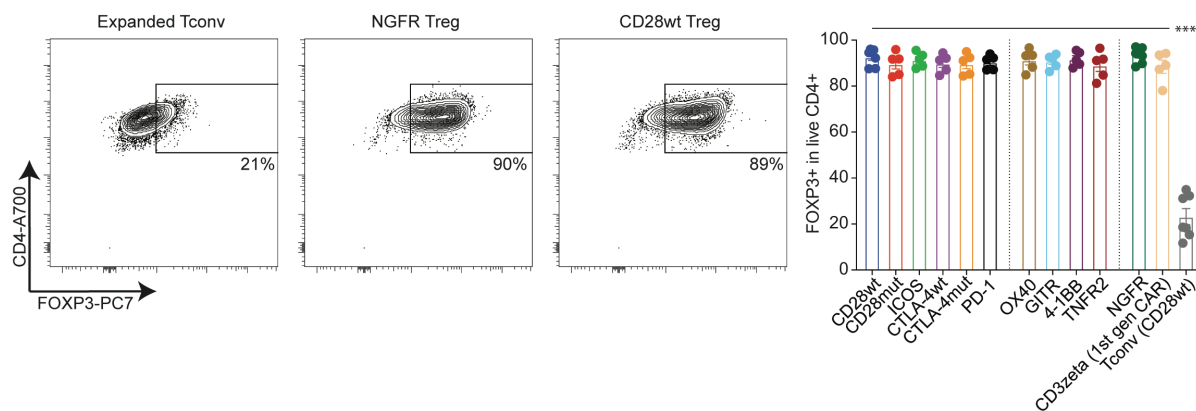 Expanded Tconv
NGFR Treg
CD28wt Treg
21%
90%
89%
CD4-A700
FOXP3-PC7
***
FOXP3+ in live CD4+
100
80
60
40
20
0
CD28wt
CD28mut
ICOS
CTLA-4wt
CTLA-4mut
PD-1
OX40
GITR
4-1BB
TNFR2
NGFR
CD3zeta (1st gen CAR)
Tconv (CD28wt)